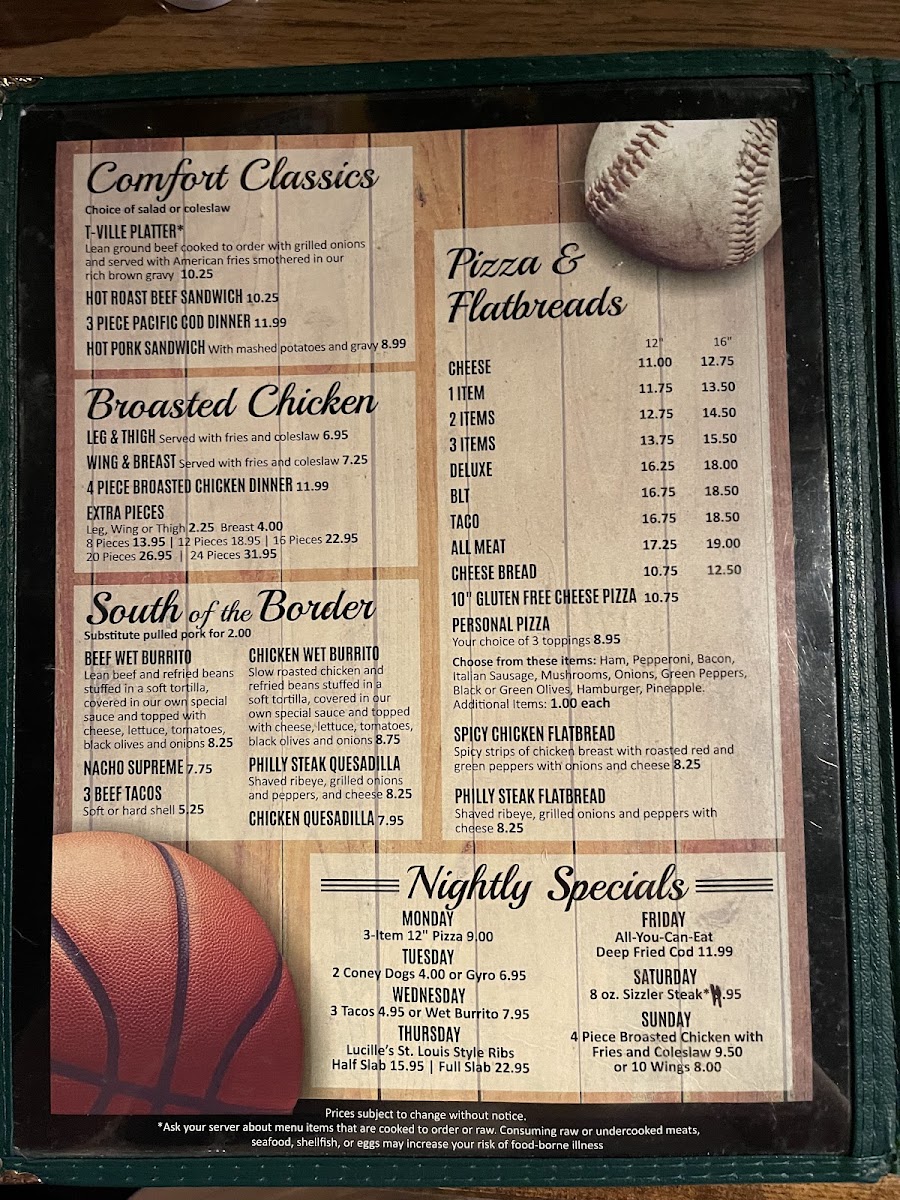 Comfort Classics
Choice of salad or coleslaw
T-VILLE PLATTER*
Lean ground beef cooked to order with grilled onions
and served with American fries smothered in our
rich brown gravy 10.25
HOT ROAST BEEF SANDWICH 10.25
3 PIECE PACIFIC COD DINNER 11.99
HOT PORK SANDWICH With mashed potatoes and gravy 8.99
Broasted Chicken
LEG & THIGH Served with fries and coleslaw 6.95
WING & BREAST Served with fries and coleslaw 7.25
4 PIECE BROASTED CHICKEN DINNER 11.99
EXTRA PIECES
Leg, Wing or Thigh 2.25 Breast 4.00
8 Pieces 13.95 | 12 Pieces 18.95 | 16 Pieces 22.95
20 Pieces 26.95 | 24 Pieces 31.95
South of the Border
Substitute pulled pork for 2.00
BEEF WET BURRITO
Lean beef and refried beans
stuffed in a soft tortilla,
covered in our own special
sauce and topped with
cheese, lettuce, tomatoes,
black olives and onions 8.25
NACHO SUPREME 7.75
3 BEEF TACOS
Soft or hard shell 5.25
CHICKEN WET BURRITO
Slow roasted chicken and
refried beans stuffed in a
soft tortilla, covered in our
own special sauce and topped
with cheese, lettuce, tomatoes,
black olives and onions 8.75
PHILLY STEAK QUESADILLA
Shaved ribeye, grilled onions
and peppers, and cheese 8.25
CHICKEN QUESADILLA 7.95
Pizza &
Flatbreads
12" 16"
CHEESE 11.00 12.75
1 ITEM 11.75 13.50
2 ITEMS 12.75 14.50
3 ITEMS 13.75 15.50
DELUXE 16.25 18.00
BLT 16.75 18.50
TACO 16.75 18.50
ALL MEAT 17.25 19.00
CHEESE BREAD 10.75 12.50
10" GLUTEN FREE CHEESE PIZZA 10.75
PERSONAL PIZZA
Your choice of 3 toppings 8.95
Choose from these items: Ham, Pepperoni, Bacon,
Italian Sausage, Mushrooms, Onions, Green Peppers,
Black or Green Olives, Hamburger, Pineapple.
Additional Items: 1.00 each
SPICY CHICKEN FLATBREAD
Spicy strips of chicken breast with roasted red and
green peppers with onions and cheese 8.25
PHILLY STEAK FLATBREAD
Shaved ribeye, grilled onions and peppers with
cheese 8.25
Nightly Specials
MONDAY
3-Item 12" Pizza 9.00
TUESDAY
2 Coney Dogs 4.00 or Gyro 6.95
WEDNESDAY
3 Tacos 4.95 or Wet Burrito 7.95
THURSDAY
Lucille's St. Louis Style Ribs
Half Slab 15.95 | Full Slab 22.95
FRIDAY
All-You-Can-Eat
Deep Fried Cod 11.99
SATURDAY
8 oz. Sizzler Steak* .95
SUNDAY
4 Piece Broasted Chicken with
Fries and Coleslaw 9.50
or 10 Wings 8.00
Prices subject to change without notice.
*Ask your server about menu items that are cooked to order or raw. Consuming raw or undercooked meats,
seafood, shellfish, or eggs may increase your risk of food-borne illness